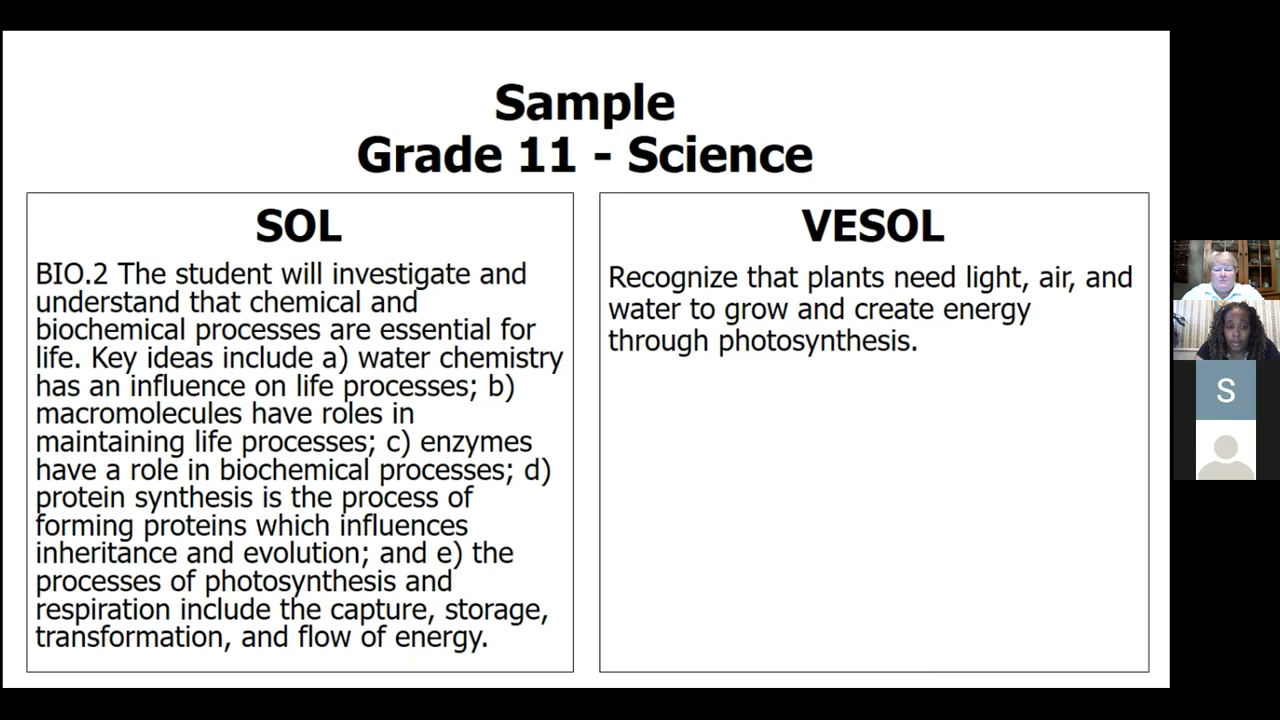 Sample
Grade 11 - Science
SOL
BIO.2 The student will investigate and
understand that chemical and
biochemical processes are essential for
life. Key ideas include a) water chemistry
has an influence on life processes; b)
macromolecules have roles in
maintaining life processes; c) enzymes
have a role in biochemical processes; d)
protein synthesis is the process of
forming proteins which influences
inheritance and evolution; and e) the
processes of photosynthesis and
respiration include the capture, storage,
transformation, and flow of energy.
VESOL
Recognize that plants need light, air, and
water to grow and create energy
through photosynthesis.
S